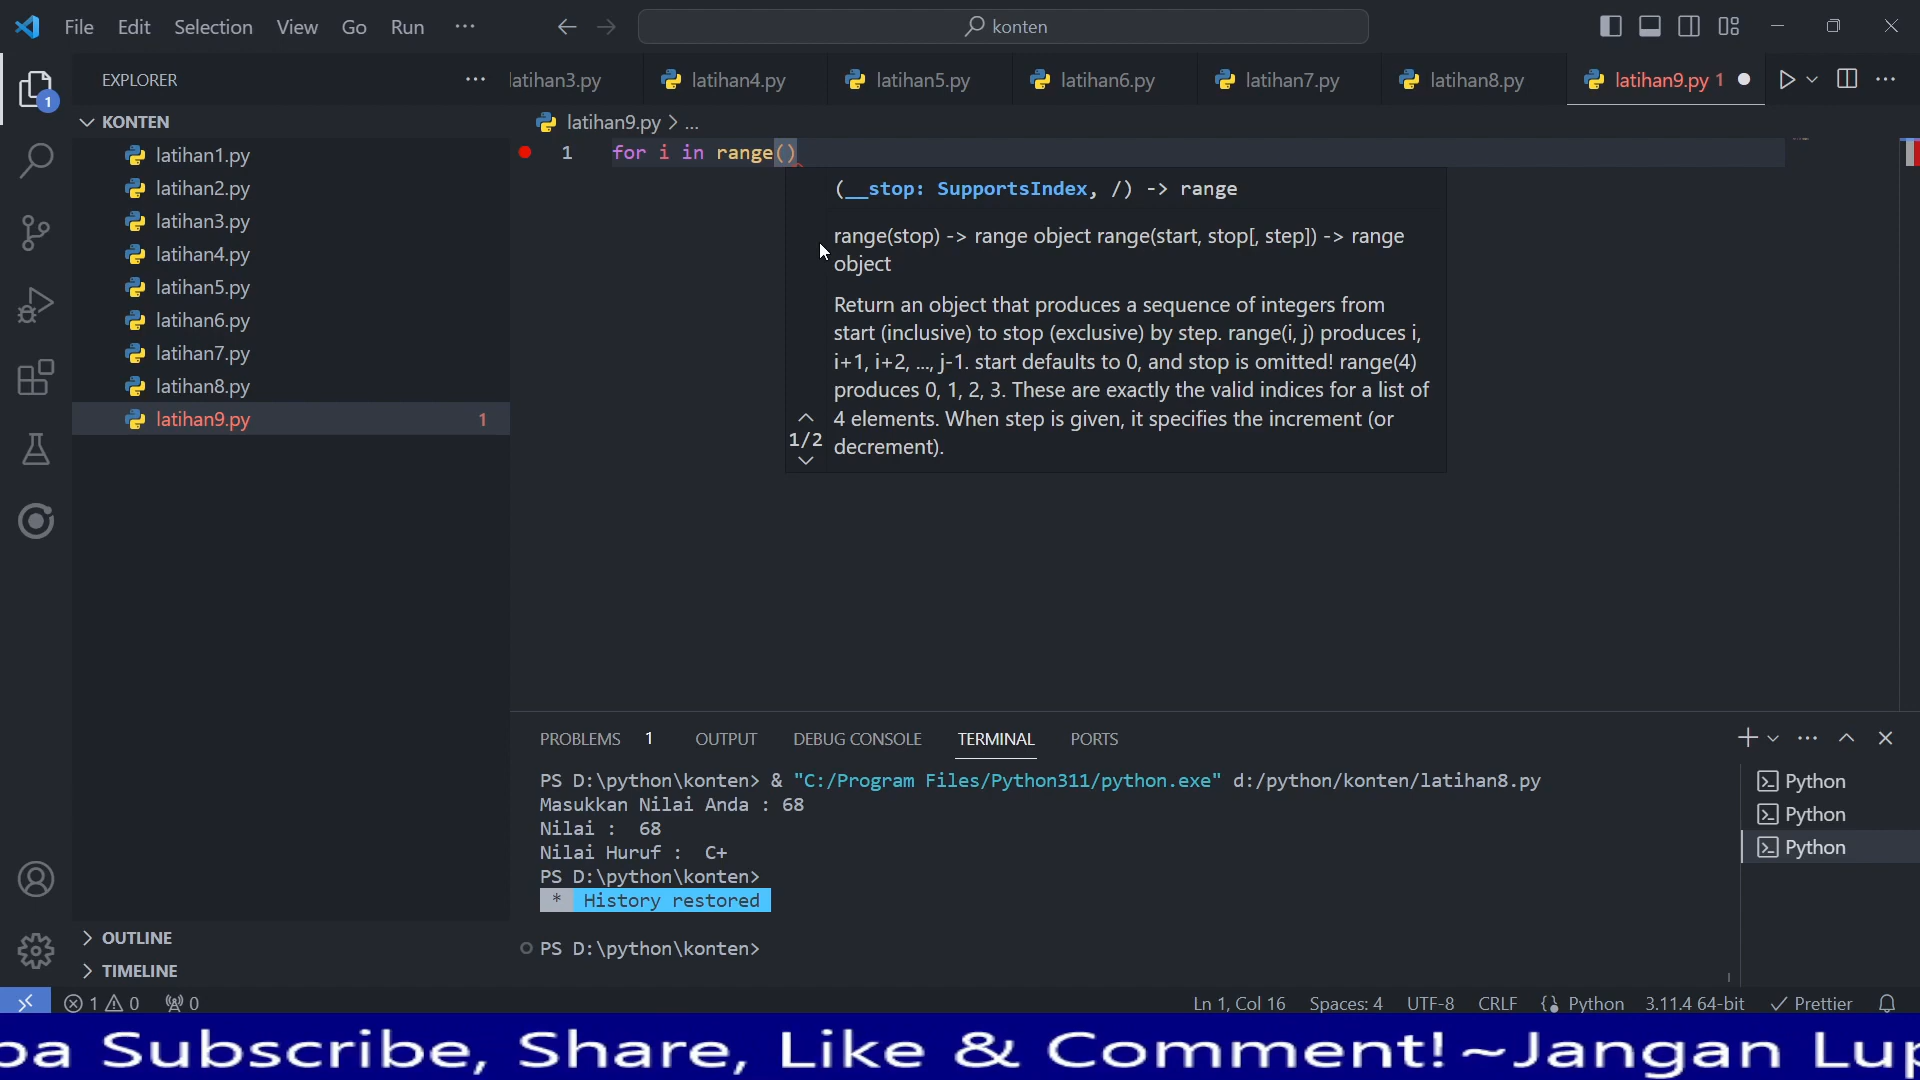 File Edit Selection View Go Run ··· konten
EXPLORER ··· latihan3.py latihan4.py latihan5.py latihan6.py latihan7.py latihan8.py latihan9.py 1
KONTEN
latihan9.py > ...
latihan1.py
latihan2.py
latihan3.py
latihan4.py
latihan5.py
latihan6.py
latihan7.py
latihan8.py
latihan9.py 1
1
1 for i in range()
(__stop: SupportsIndex, /) -> range
range(stop) -> range object range(start, stop[, step]) -> range
object
Return an object that produces a sequence of integers from
start (inclusive) to stop (exclusive) by step. range(i, j) produces i,
i+1, i+2, ..., j-1. start defaults to 0, and stop is omitted! range(4)
produces 0, 1, 2, 3. These are exactly the valid indices for a list of
4 elements. When step is given, it specifies the increment (or
decrement).
1/2
PROBLEMS 1 OUTPUT DEBUG CONSOLE TERMINAL PORTS
PS D:\python\konten> & "C:/Program Files/Python311/python.exe" d:/python/konten/latihan8.py
Masukkan Nilai Anda : 68
Nilai :  68
Nilai Huruf :  C+
PS D:\python\konten>
* History restored
PS D:\python\konten>
Python
Python
Python
OUTLINE
TIMELINE
1 0 0 Ln 1, Col 16 Spaces: 4 UTF-8 CRLF Python 3.11.4 64-bit Prettier
pa Subscribe, Share, Like & Comment!~Jangan Lup